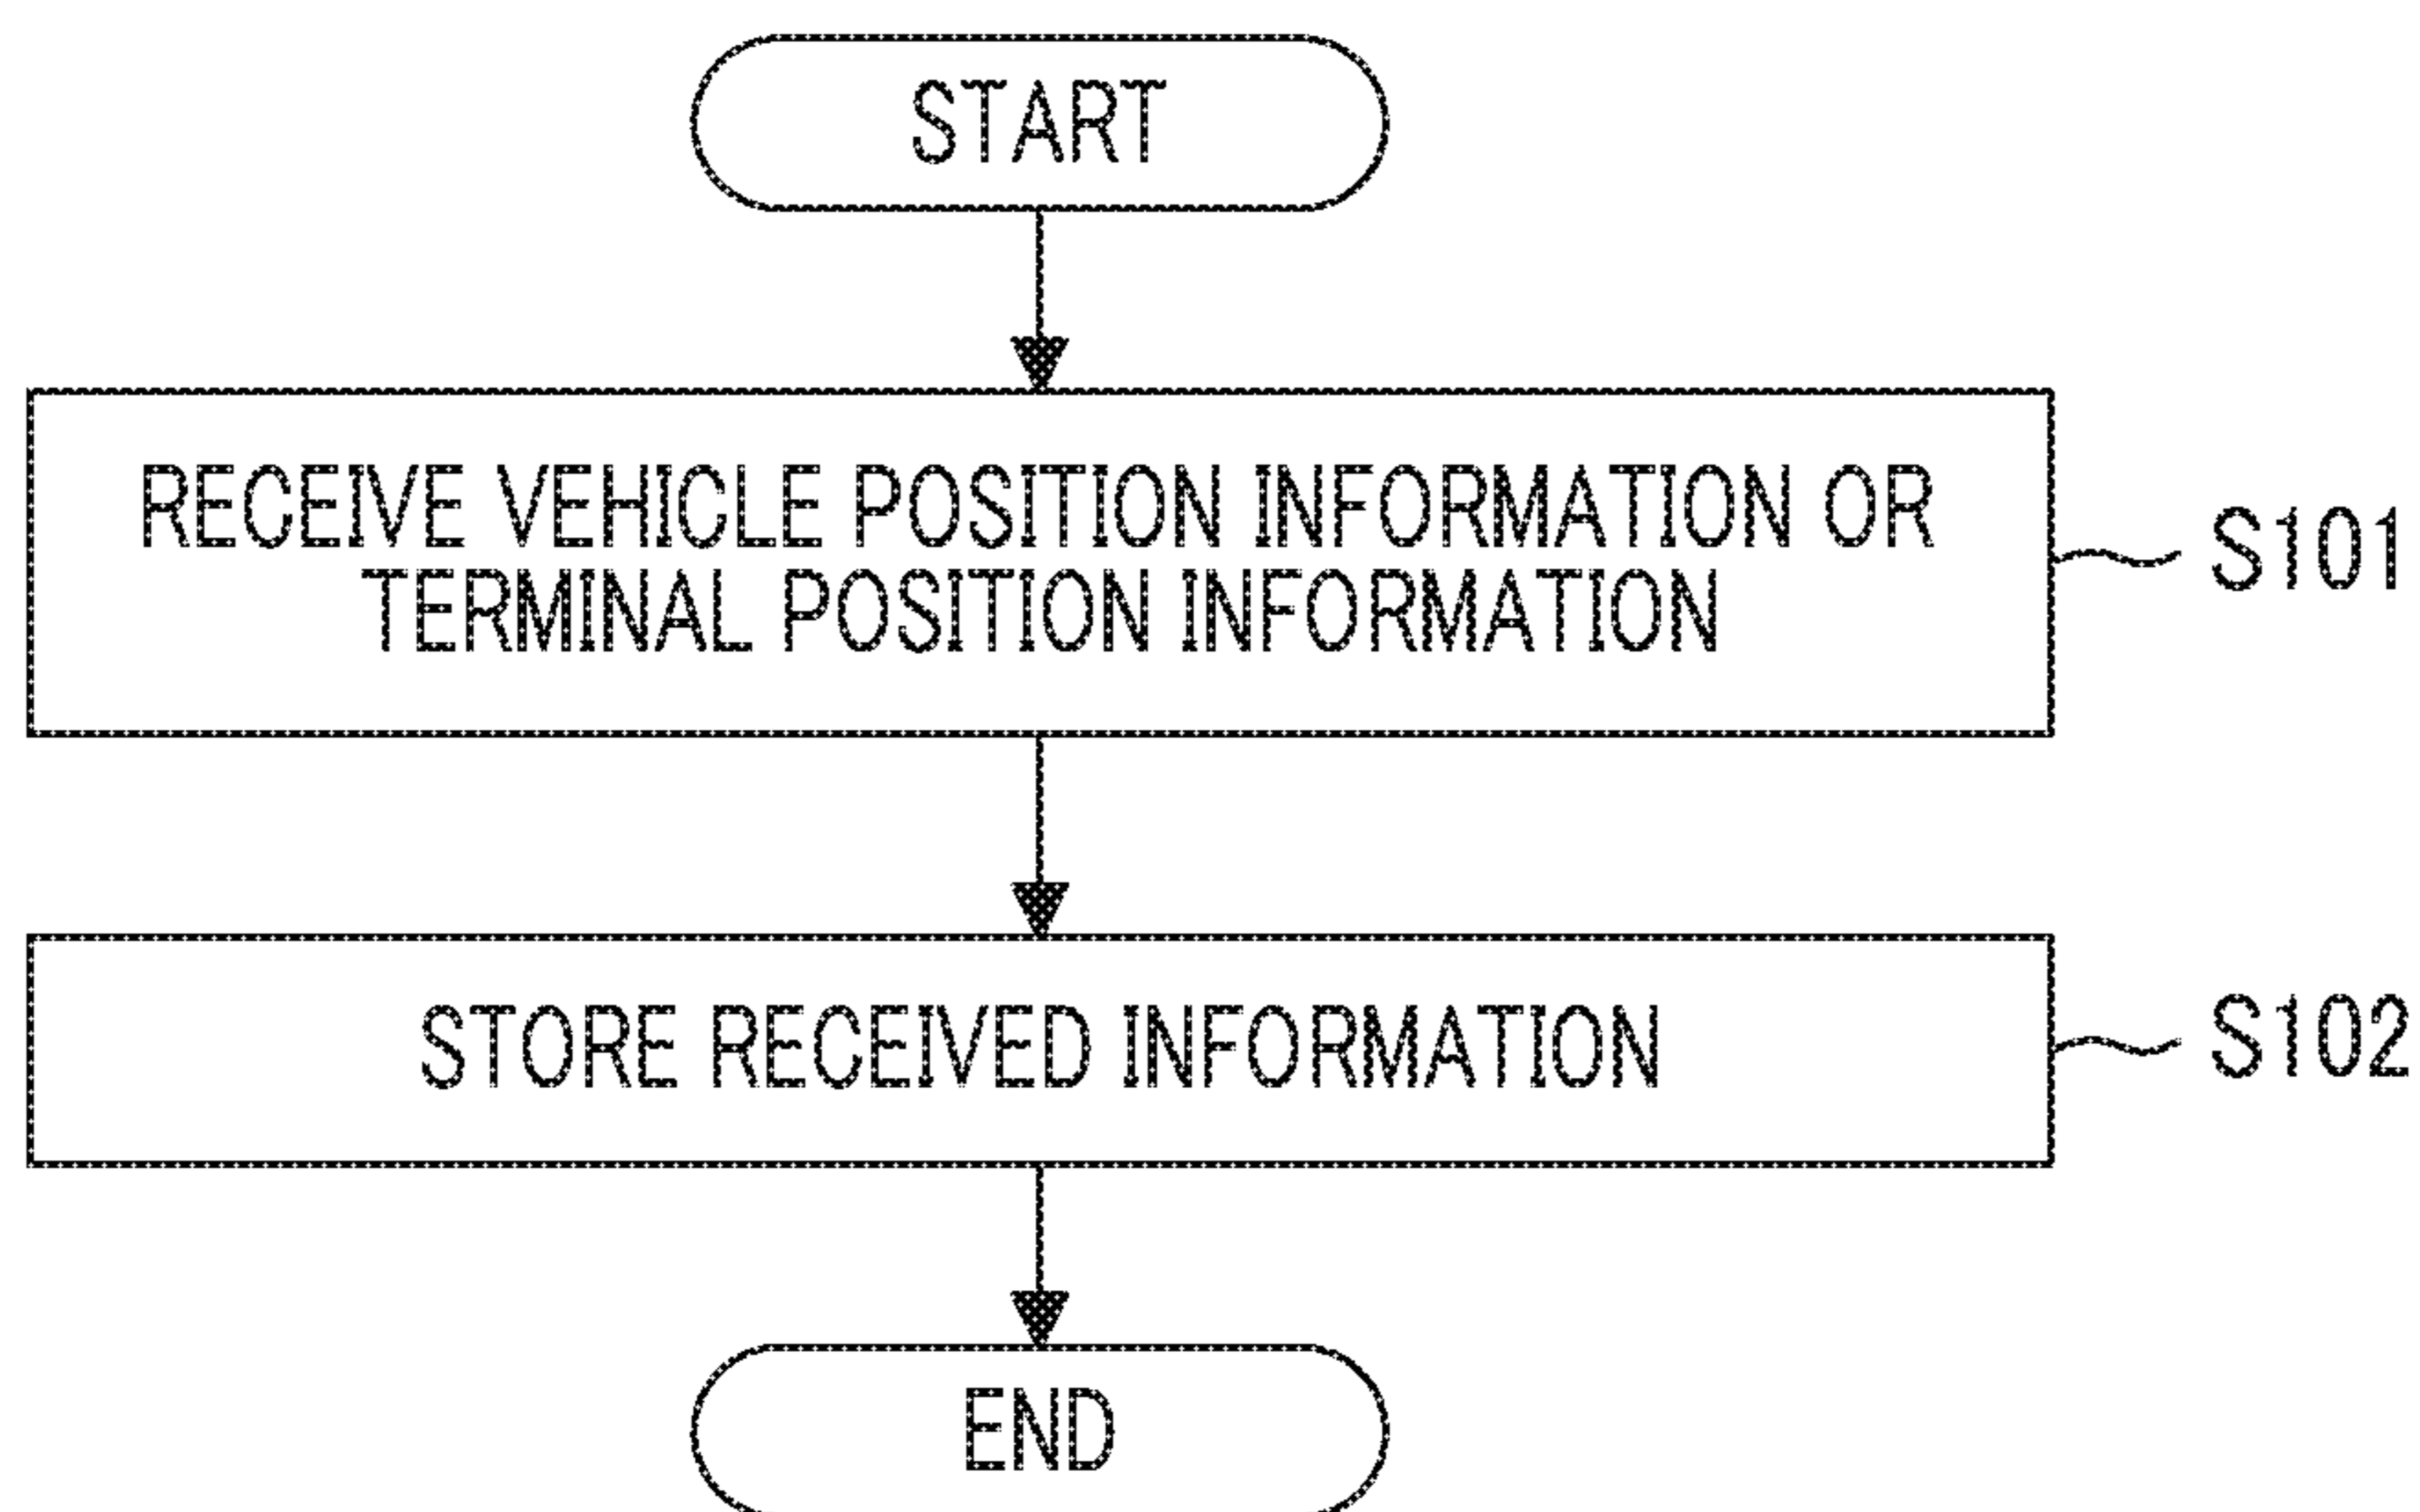 START
RECEIVE VEHICLE POSITION INFORMATION OR
TERMINAL POSITION INFORMATION
S101
STORE RECEIVED INFORMATION
S102
END